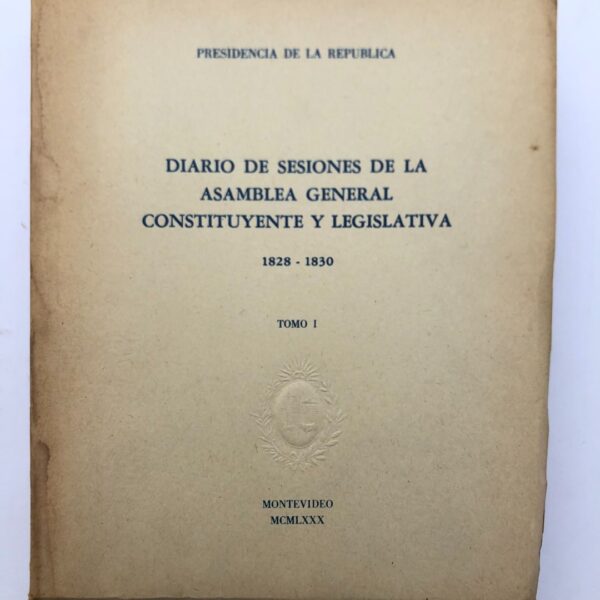 PRESIDENCIA DE LA REPUBLICA
DIARIO DE SESIONES DE LA
ASAMBLEA GENERAL
CONSTITUYENTE Y LEGISLATIVA
1828 - 1830
TOMO I
MONTEVIDEO
MCMLXXX